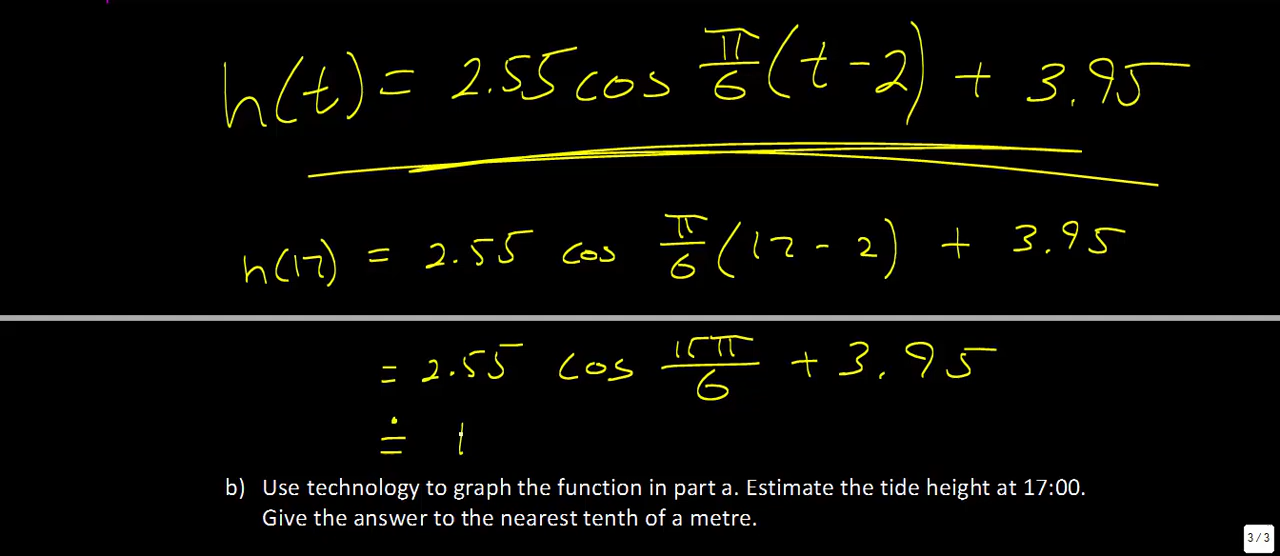 h(t) = 2.55 cos π/6 (t - 2) + 3.95
h(17) = 2.55 cos π/6 (17 - 2) + 3.95
= 2.55 cos 15π/6 + 3.95
≐ 1
b) Use technology to graph the function in part a. Estimate the tide height at 17:00.
Give the answer to the nearest tenth of a metre.
3 / 3